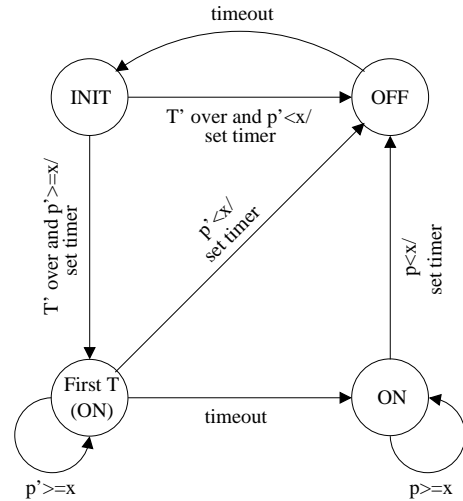 timeout
INIT
OFF
T' over and p'<x/
set timer
T' over and p'>=x/
set timer
p'<x/
set timer
p<x/
set timer
First T
(ON)
ON
timeout
p'>=x
p>=x